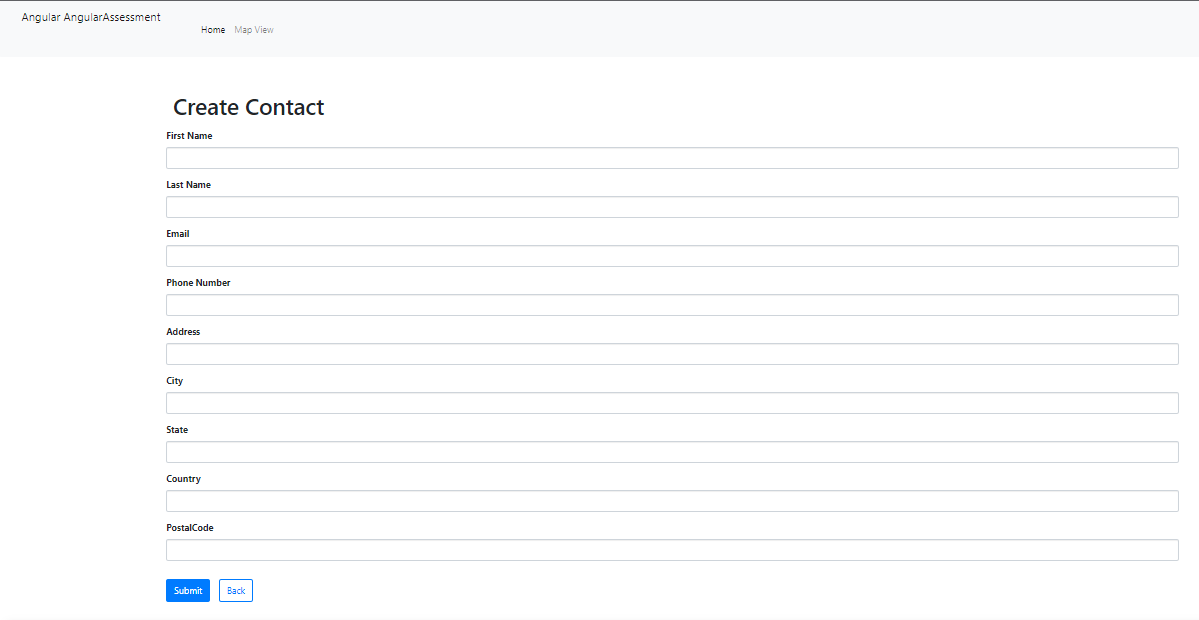 Angular AngularAssessment
Home Map View
Create Contact
First Name
Last Name
Email
Phone Number
Address
City
State
Country
PostalCode
Submit Back